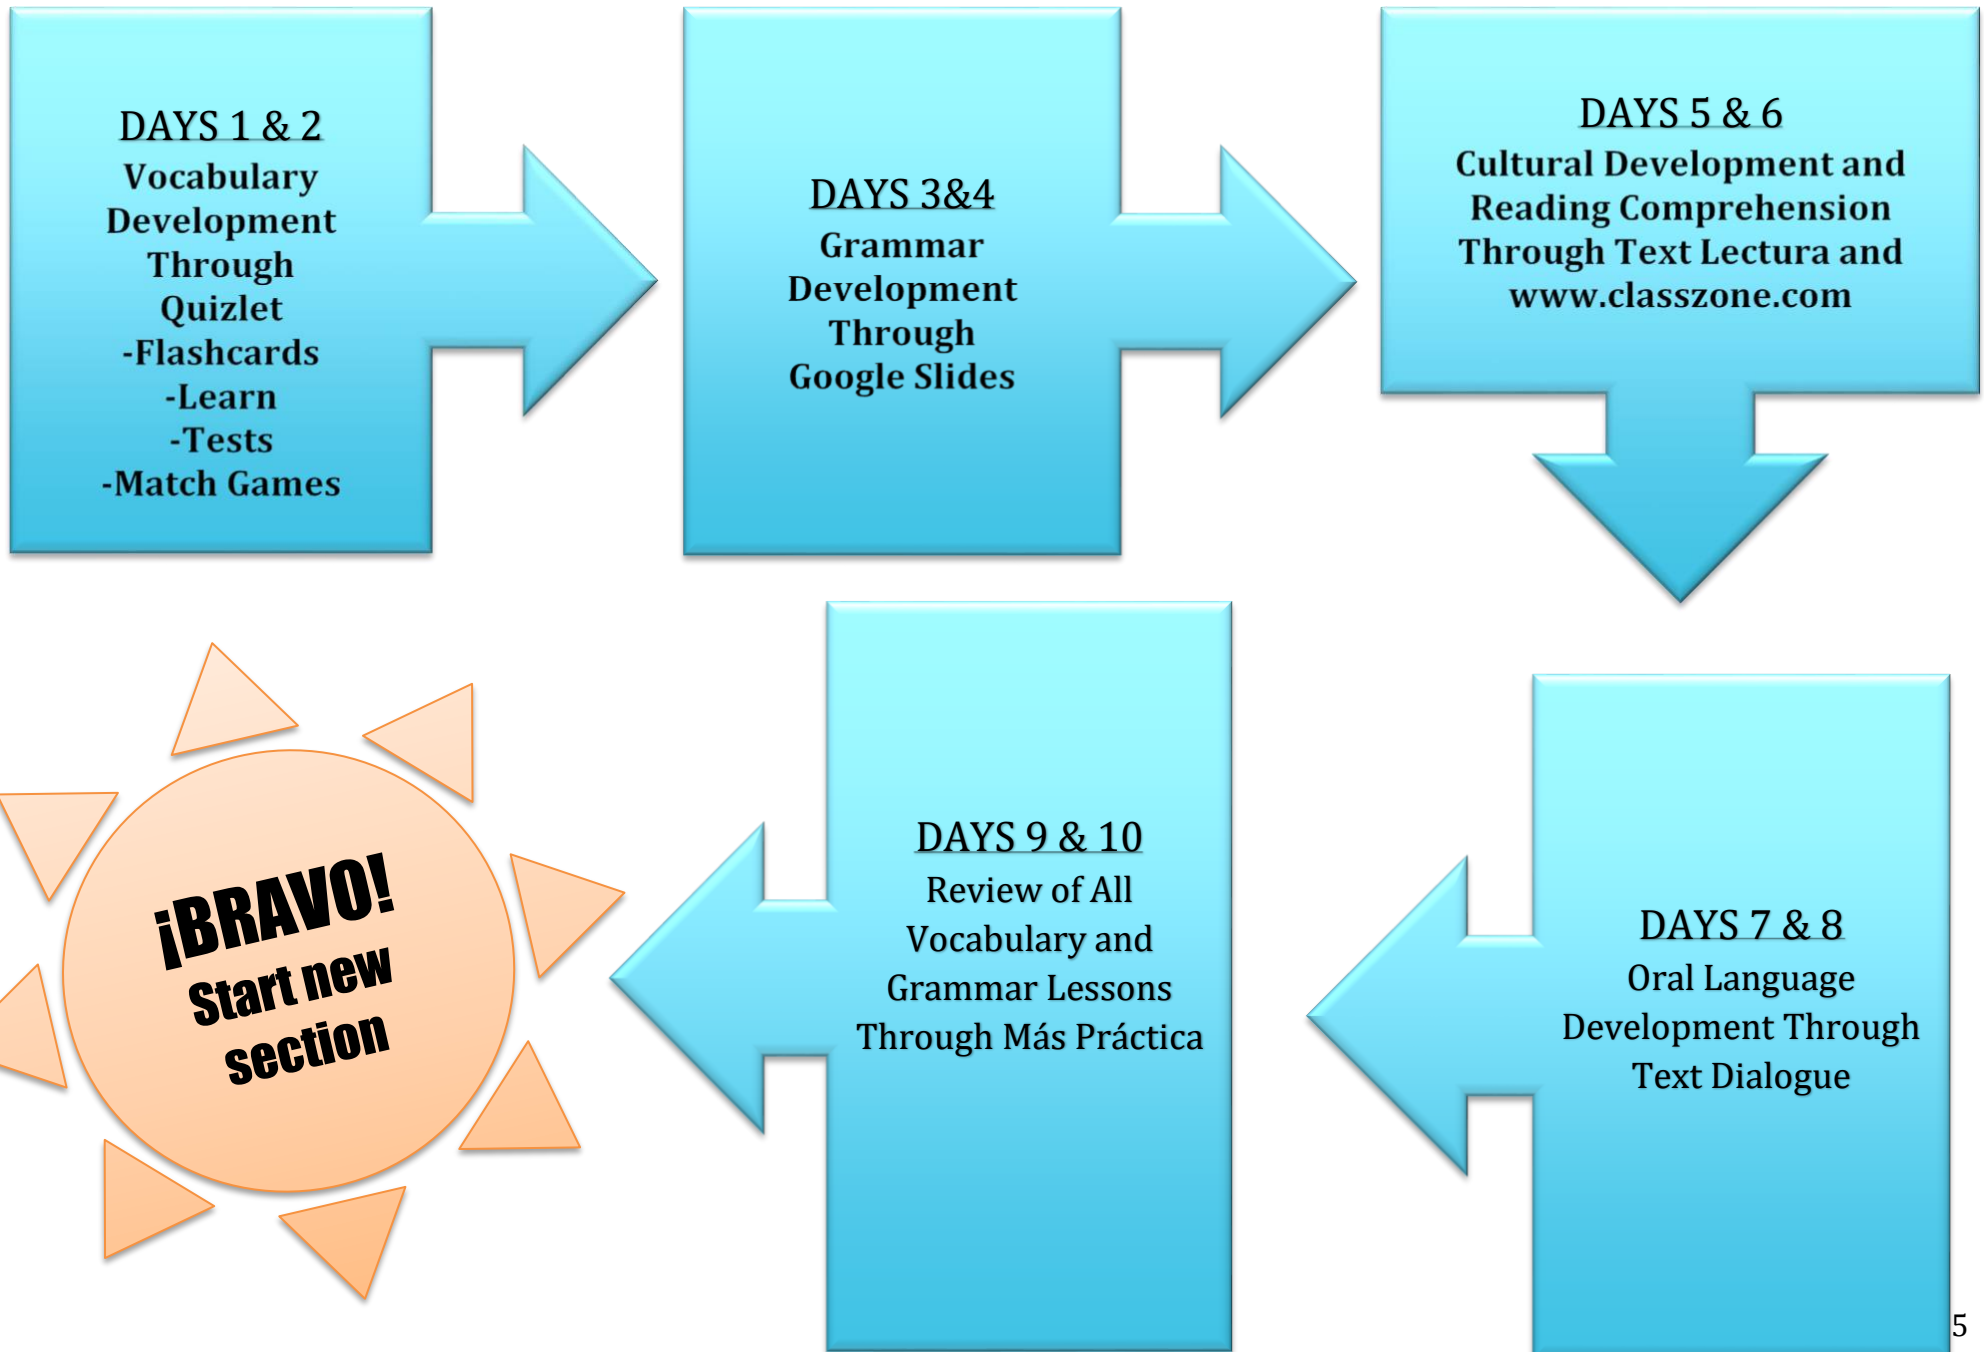 DAYS 1 & 2
Vocabulary
Development
Through
Quizlet
-Flashcards
-Learn
-Tests
-Match Games
DAYS 3&4
Grammar
Development
Through
Google Slides
DAYS 5 & 6
Cultural Development and
Reading Comprehension
Through Text Lectura and
www.classzone.com
DAYS 7 & 8
Oral Language
Development Through
Text Dialogue
DAYS 9 & 10
Review of All
Vocabulary and
Grammar Lessons
Through Más Práctica
¡BRAVO!
Start new
section
5